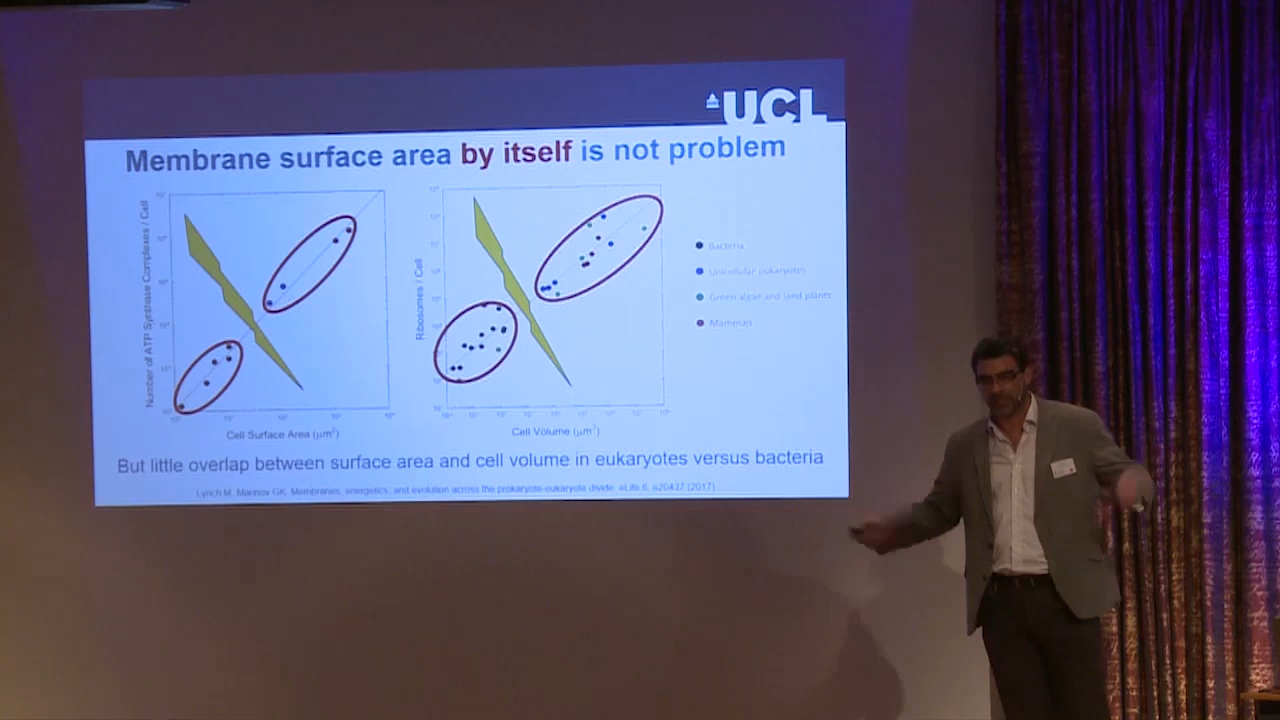 UCL
Membrane surface area by itself is not problem
Number of ATP Synthase Complexes / Cell
Cell Surface Area (μm²)
Ribosomes / Cell
Cell Volume (μm³)
Bacteria
Unicellular eukaryotes
Green algae and land plants
Mammals
But little overlap between surface area and cell volume in eukaryotes versus bacteria
Lynch M, Marinov GK. Membranes, energetics, and evolution across the prokaryote-eukaryote divide. eLife 6, e20437 (2017)